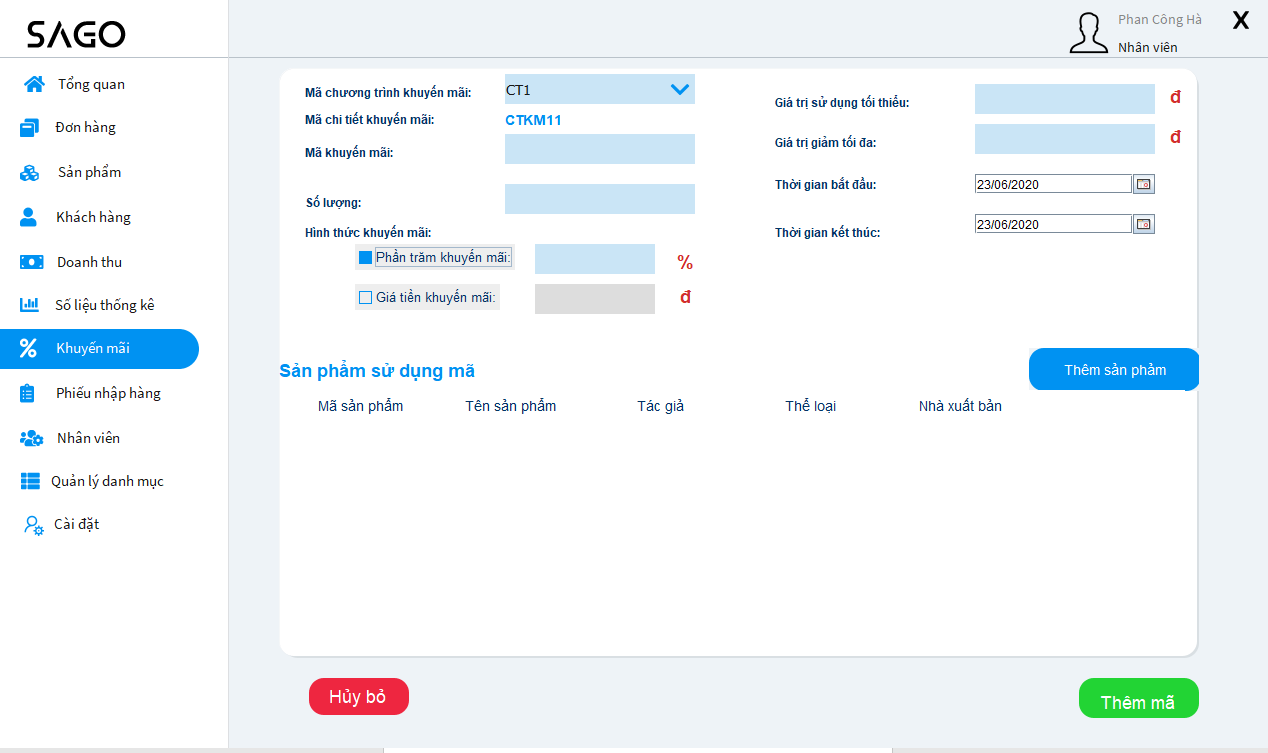 SAGO
Phan Công Hà
X
Nhân viên
Tổng quan
Đơn hàng
Sản phẩm
Khách hàng
Doanh thu
Số liệu thống kê
Khuyến mãi
Phiếu nhập hàng
Nhân viên
Quản lý danh mục
Cài đặt
Mã chương trình khuyến mãi:
CT1
Mã chi tiết khuyến mãi:
CTKM11
Mã khuyến mãi:
Số lượng:
Hình thức khuyến mãi:
Phần trăm khuyến mãi:
%
Giá tiền khuyến mãi:
đ
Giá trị sử dụng tối thiểu:
đ
Giá trị giảm tối đa:
đ
Thời gian bắt đầu:
23/06/2020
Thời gian kết thúc:
23/06/2020
Sản phẩm sử dụng mã
Thêm sản phảm
Mã sản phẩm Tên sản phẩm Tác giả Thể loại Nhà xuất bản
Hủy bỏ
Thêm mã